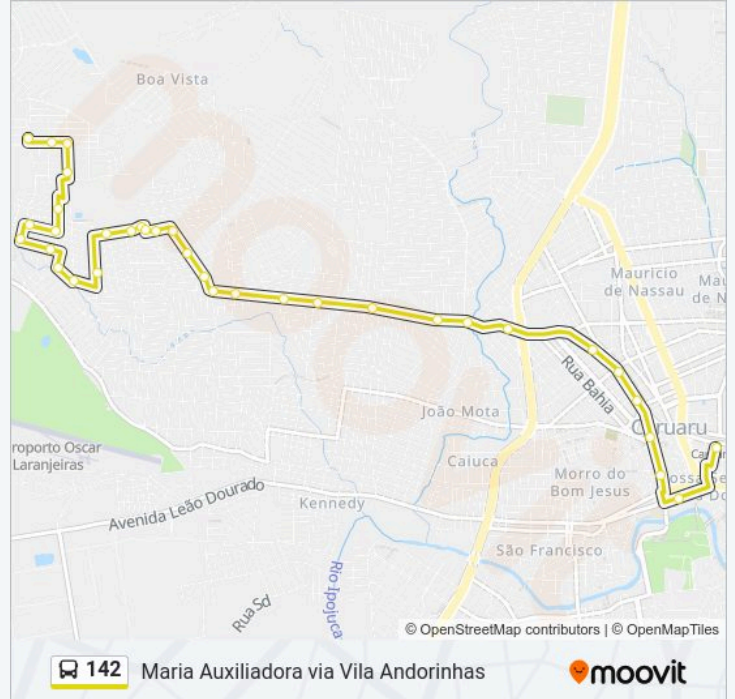 Boa Vista
Mauricio
de Nassau
Rua Bahia
João Mota
Caruaru
Caiuca
Morro do
Bom Jesus
roporto Oscar
Laranjeiras
Avenida Leão Dourado
Kennedy
São Francisco
Rio Ipojuca
Rua Sd
© OpenStreetMap contributors | © OpenMapTiles
142 Maria Auxiliadora via Vila Andorinhas
moovit